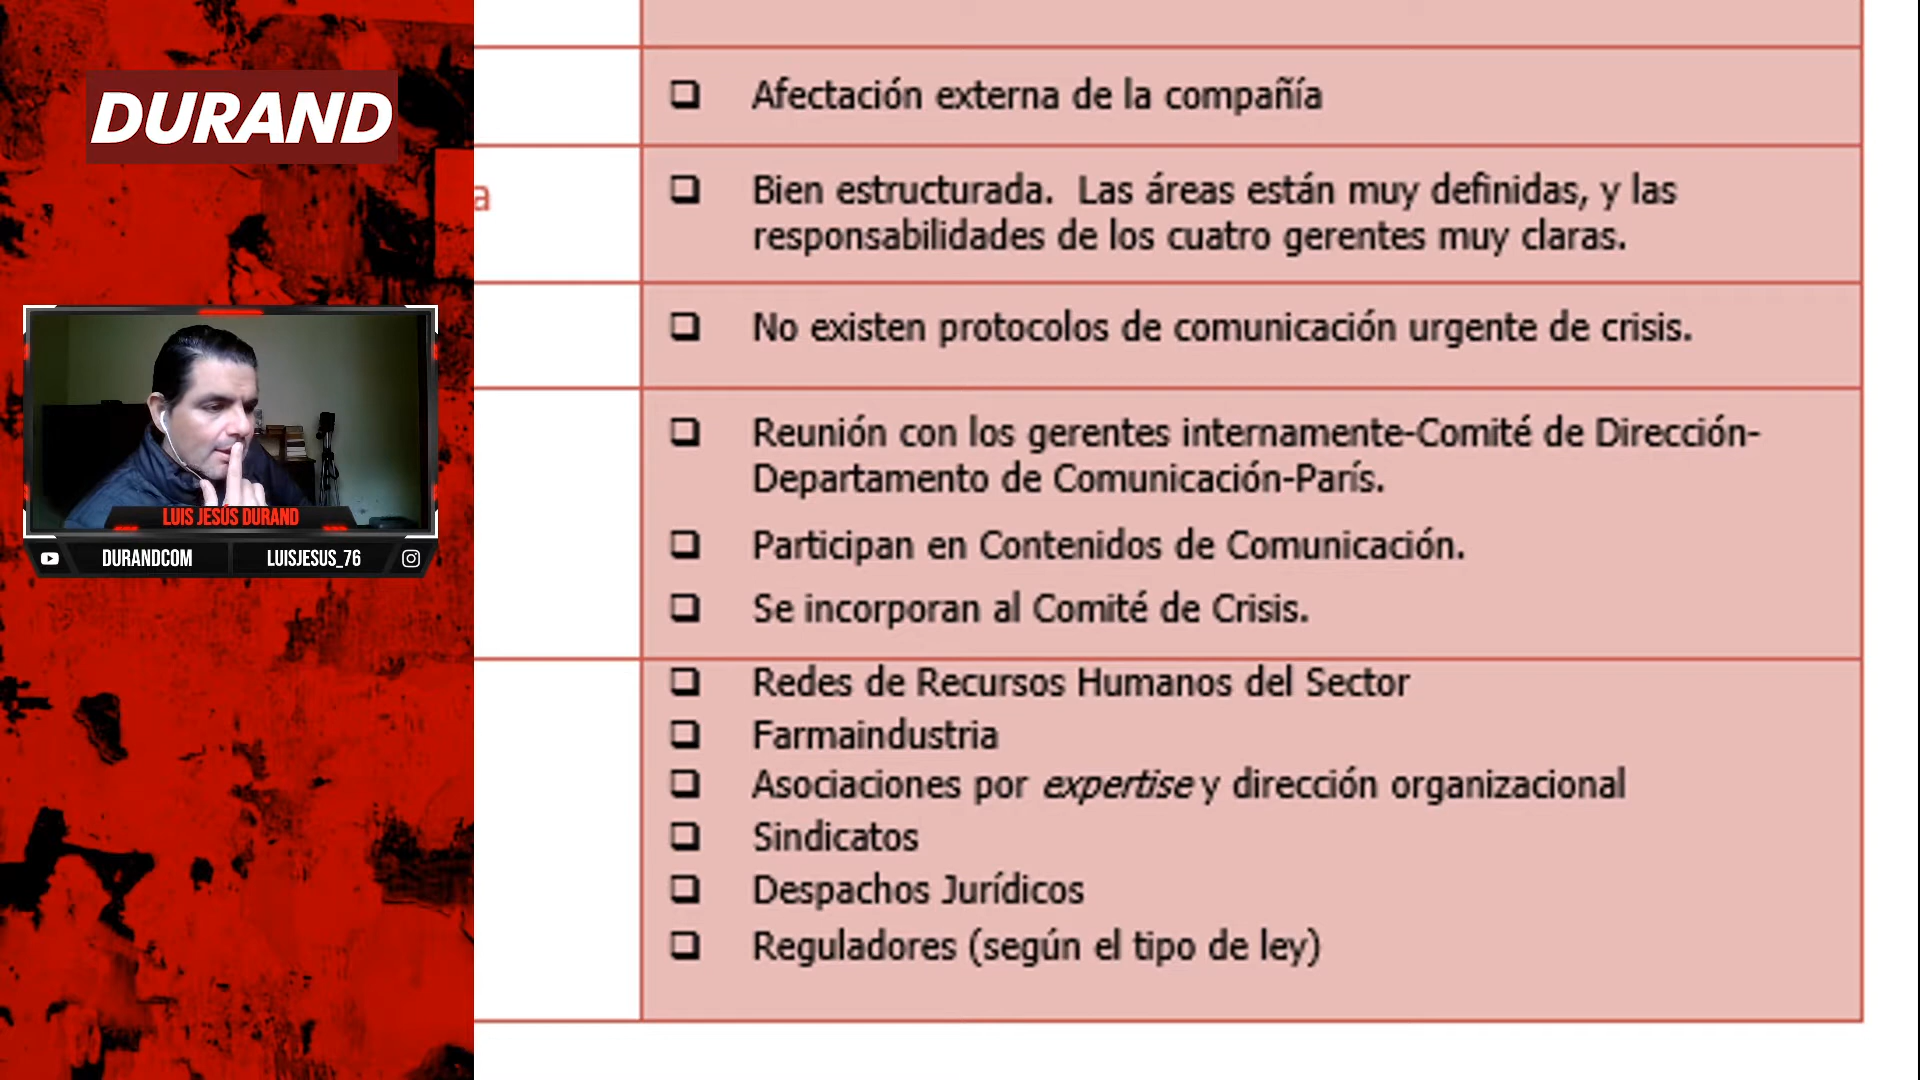 DURAND
LUIS JESÚS DURAND
DURANDCOM
LUISJESUS_76
a
Afectación externa de la compañía
Bien estructurada. Las áreas están muy definidas, y las
responsabilidades de los cuatro gerentes muy claras.
No existen protocolos de comunicación urgente de crisis.
Reunión con los gerentes internamente-Comité de Dirección-
Departamento de Comunicación-París.
Participan en Contenidos de Comunicación.
Se incorporan al Comité de Crisis.
Redes de Recursos Humanos del Sector
Farmaindustria
Asociaciones por expertise y dirección organizacional
Sindicatos
Despachos Jurídicos
Reguladores (según el tipo de ley)